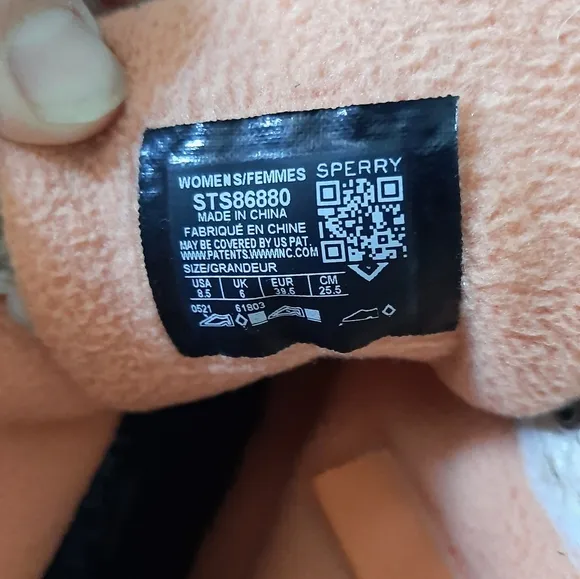 WOMENS/FEMMES SPERRY
STS86880
MADE IN CHINA
FABRIQUÉ EN CHINE
MAY BE COVERED BY US PAT.
WWW.PATENTS.WWWINC.COM
SIZE/GRANDEUR
USA UK EUR CM
8.5 6 39.5 25.5
0521 61803